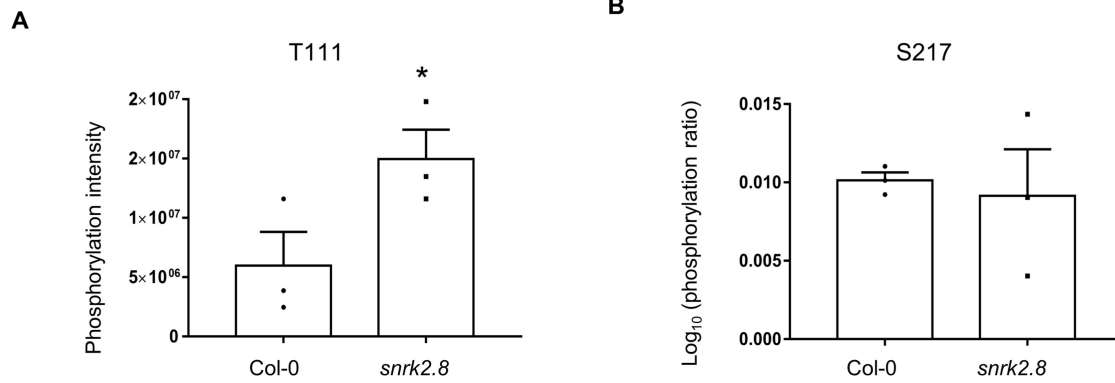 A
B
T111
S217
*
Phosphorylation intensity
2×10⁰⁷
2×10⁰⁷
1×10⁰⁷
5×10⁰⁶
0
Col-0
snrk2.8
Log₁₀ (phosphorylation ratio)
0.015
0.010
0.005
0.000
Col-0
snrk2.8